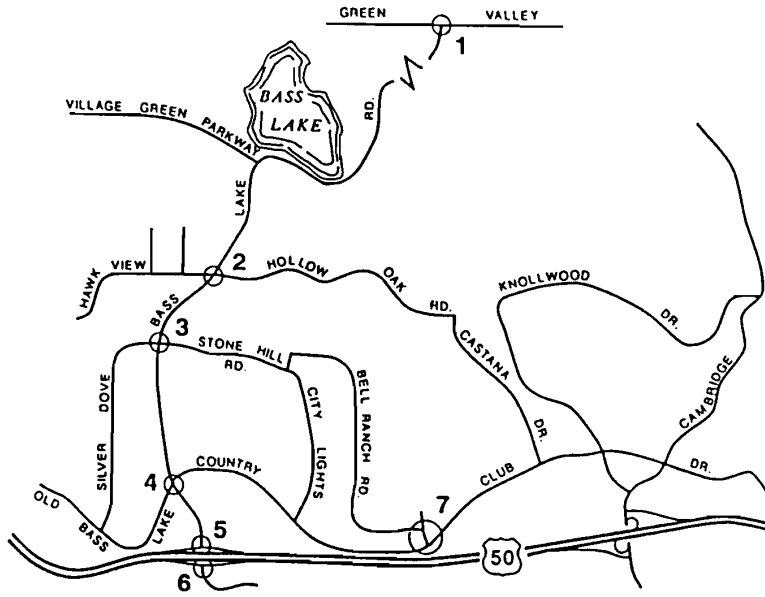 GREEN VALLEY
1
BASS
LAKE
VILLAGE GREEN PARKWAY
RD.
LAKE
HAWK VIEW
2
HOLLOW OAK RD.
KNOLLWOOD DR.
BASS
3
STONE HILL RD.
CASTANA DR.
CAMBRIDGE
SILVER DOVE
CITY LIGHTS
BELL RANCH RD.
4
COUNTRY CLUB DR.
OLD BASS LAKE
5
7
6
50